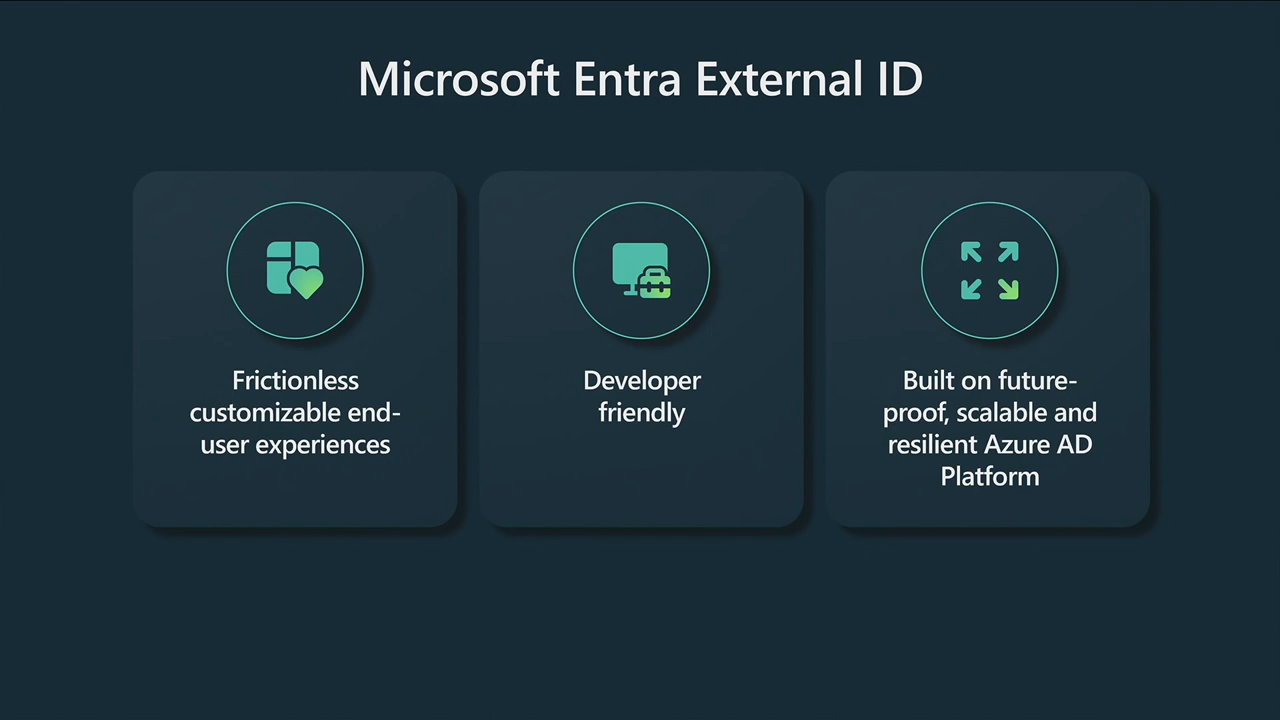 Microsoft Entra External ID
Frictionless
customizable end-
user experiences
Developer
friendly
Built on future-
proof, scalable and
resilient Azure AD
Platform